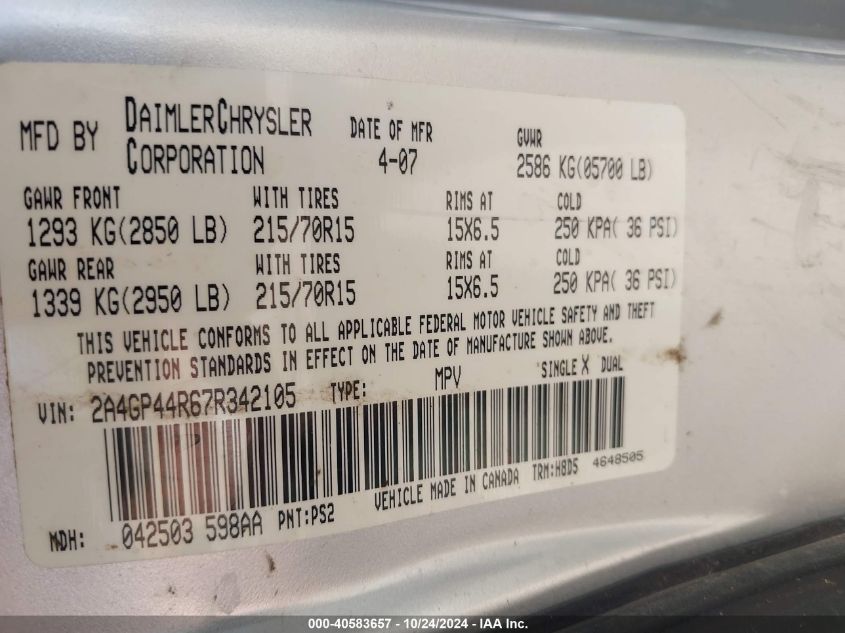 MFD BY DAIMLERCHRYSLER CORPORATION DATE OF MFR 4-07 GVWR 2586 KG(05700 LB)
GAWR FRONT WITH TIRES RIMS AT COLD
1293 KG(2850 LB) 215/70R15 15X6.5 250 KPA( 36 PSI)
GAWR REAR WITH TIRES RIMS AT COLD
1339 KG(2950 LB) 215/70R15 15X6.5 250 KPA( 36 PSI)
THIS VEHICLE CONFORMS TO ALL APPLICABLE FEDERAL MOTOR VEHICLE SAFETY AND THEFT
PREVENTION STANDARDS IN EFFECT ON THE DATE OF MANUFACTURE SHOWN ABOVE.
VIN: 2A4GP44R67R342105 TYPE: MPV SINGLE X DUAL
MDH: 042503 598AA PNT:PS2 VEHICLE MADE IN CANADA TRM:H8D5 4648505
000-40583657 - 10/24/2024 - IAA Inc.